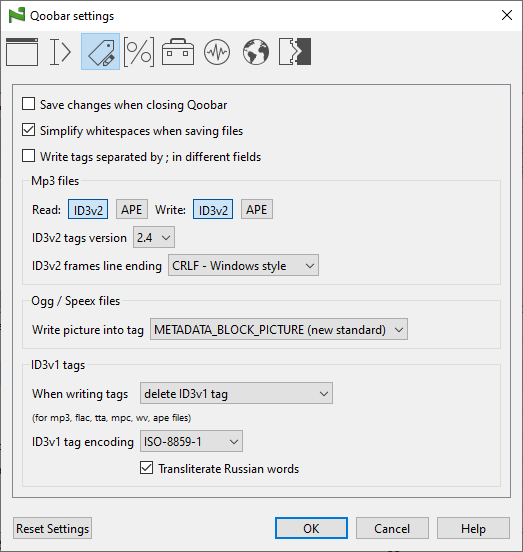 Qoobar settings
Save changes when closing Qoobar
Simplify whitespaces when saving files
Write tags separated by ; in different fields
Mp3 files
Read: ID3v2 APE Write: ID3v2 APE
ID3v2 tags version 2.4
ID3v2 frames line ending CRLF - Windows style
Ogg / Speex files
Write picture into tag METADATA_BLOCK_PICTURE (new standard)
ID3v1 tags
When writing tags delete ID3v1 tag
(for mp3, flac, tta, mpc, wv, ape files)
ID3v1 tag encoding ISO-8859-1
Transliterate Russian words
Reset Settings OK Cancel Help